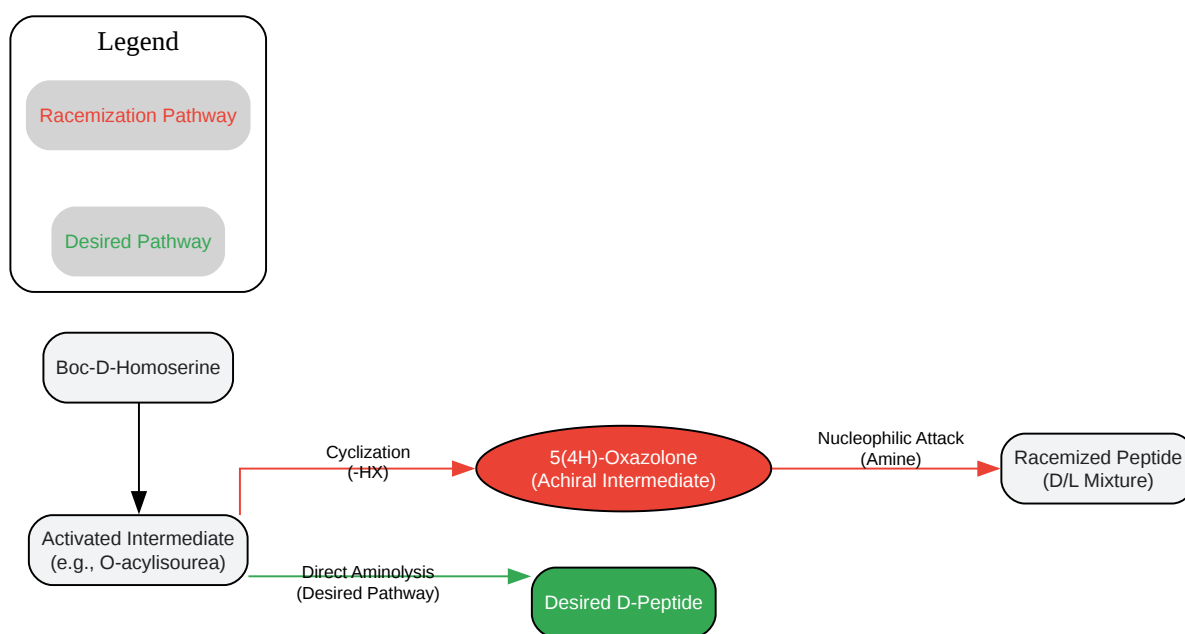 Legend
Racemization Pathway
Desired Pathway
Boc-D-Homoserine
Activated Intermediate
(e.g., O-acylisourea)
Cyclization
(-HX)
5(4H)-Oxazolone
(Achiral Intermediate)
Nucleophilic Attack
(Amine)
Racemized Peptide
(D/L Mixture)
Direct Aminolysis
(Desired Pathway)
Desired D-Peptide